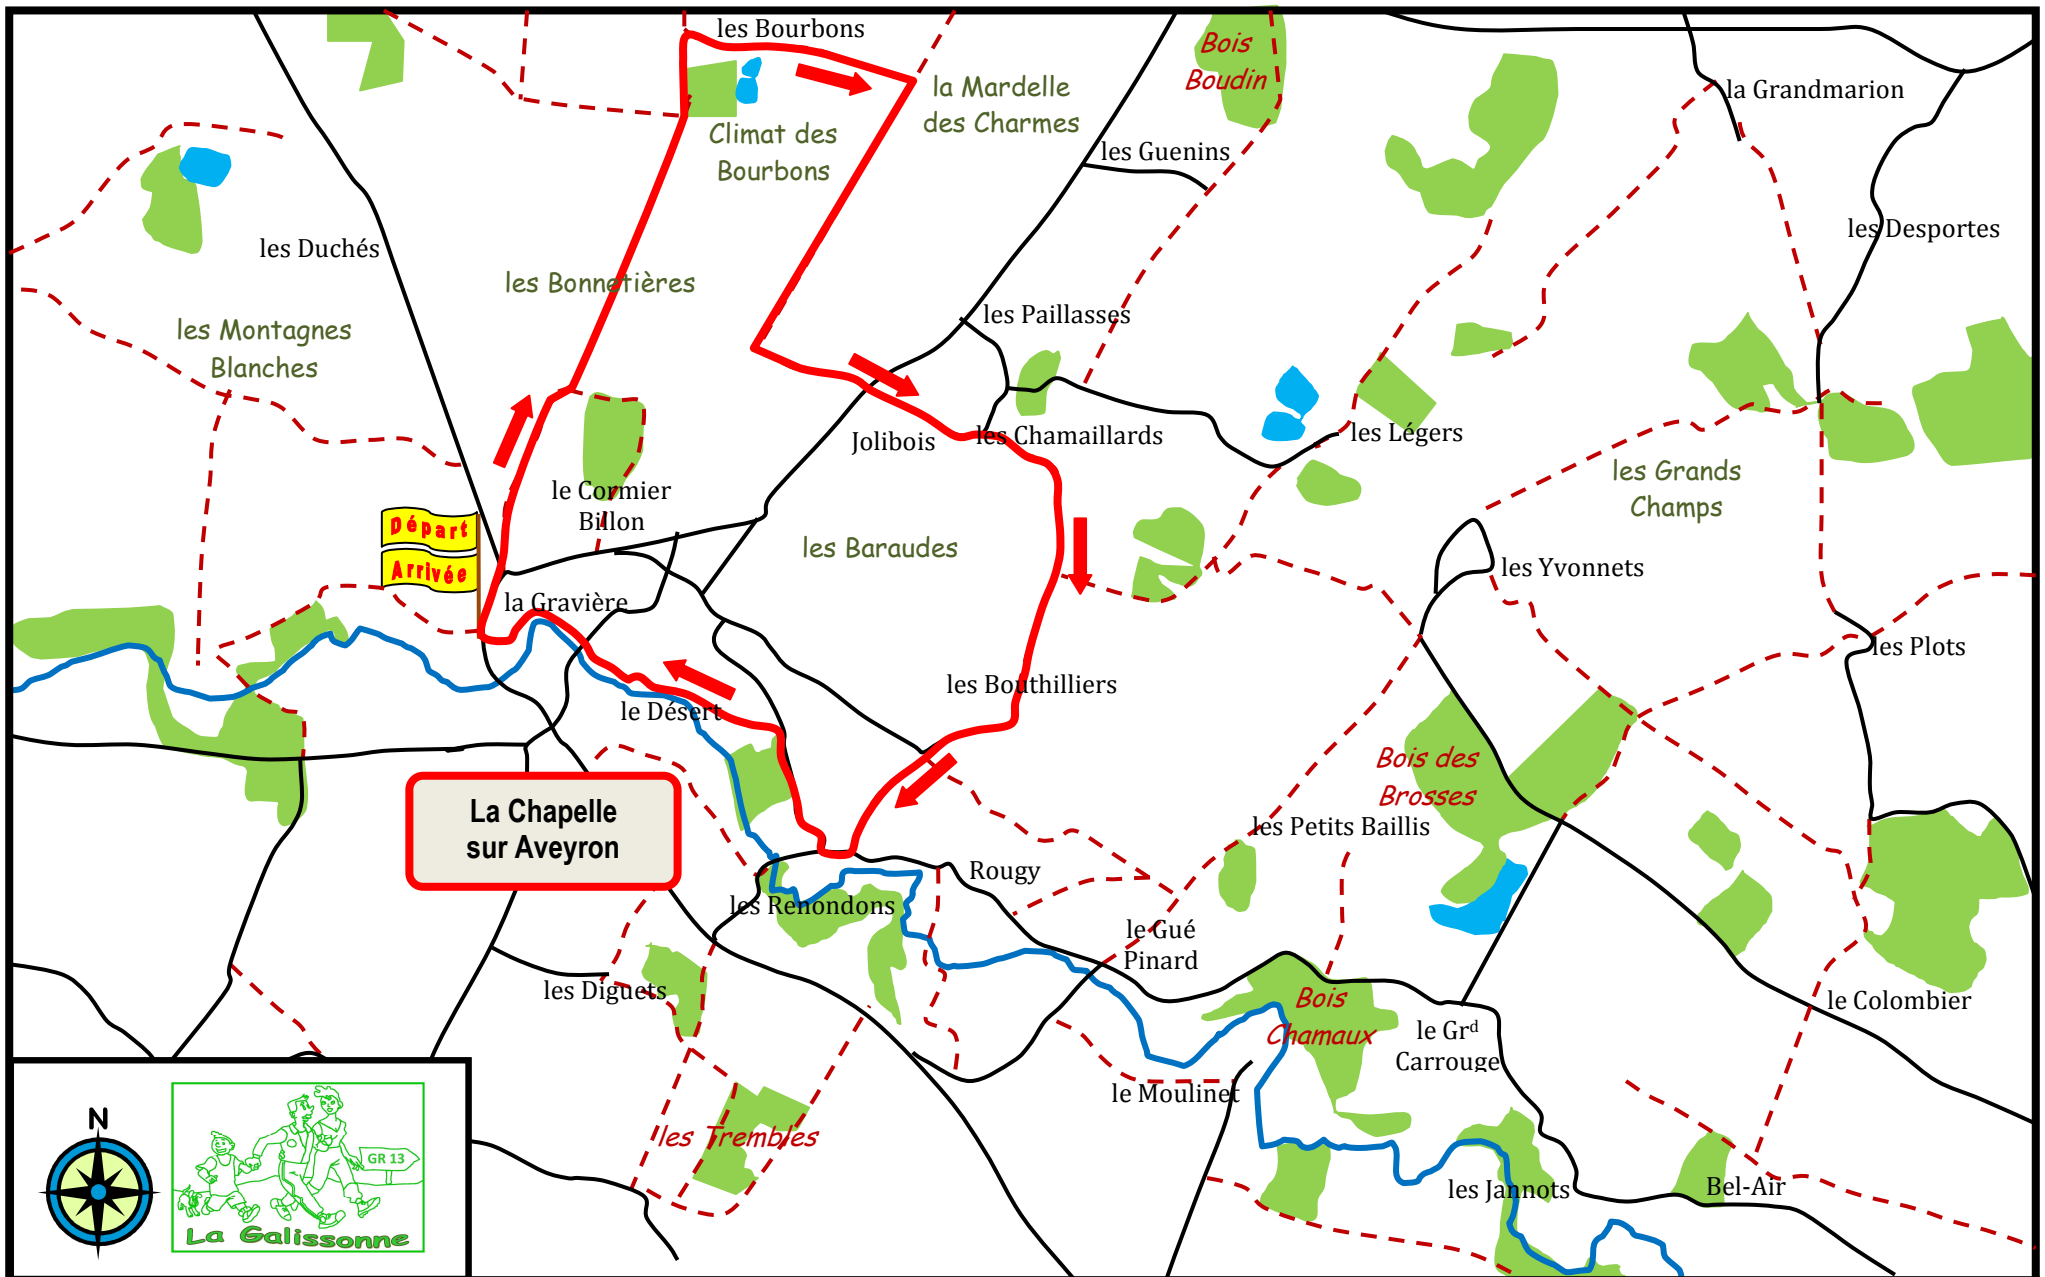 les Bourbons
Bois
Boudin
la Mardelle
des Charmes
la Grandmarion
Climat des
Bourbons
les Guenins
les Duchés
les Desportes
les Bonnetières
les Paillasses
les Montagnes
Blanches
Jolibois
les Chamaillards
les Légers
le Cormier
Billon
les Grands
Champs
Départ
Arrivée
les Baraudes
les Yvonnets
la Gravière
les Plots
les Bouthilliers
le Désert
Bois des
Brosses
La Chapelle
sur Aveyron
les Petits Baillis
Rougy
les Renondons
le Gué
Pinard
les Diguets
Bois
Chamaux
le Grd
Carrouge
le Colombier
le Moulinet
les Trembles
les Jannots
Bel-Air
N
GR 13
La Galissonne